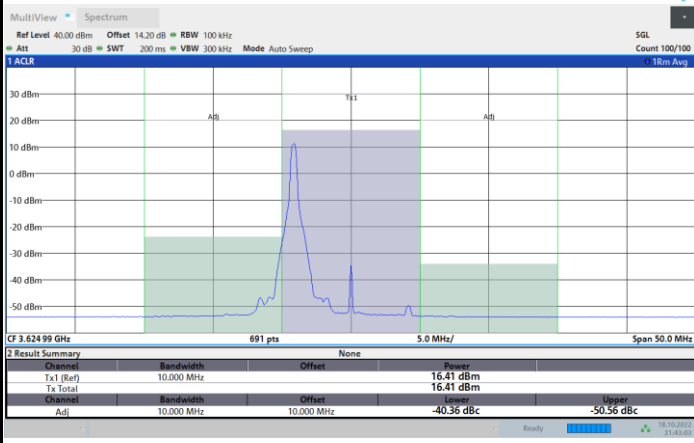 MultiView Spectrum
Ref Level 40.00 dBm Offset 14.20 dB RBW 100 kHz SGL
Att 30 dB SWT 200 ms VBW 300 kHz Mode Auto Sweep Count 100/100
1 ACLR 1Rm Avg
30 dBm
Tx1
20 dBm
Adj Adj
10 dBm
0 dBm
-10 dBm
-20 dBm
-30 dBm
-40 dBm
-50 dBm
CF 3.624 99 GHz 691 pts 5.0 MHz/ Span 50.0 MHz
2 Result Summary None
Channel Bandwidth Offset Power
Tx1 (Ref) 10.000 MHz 16.41 dBm
Tx Total 16.41 dBm
Channel Bandwidth Offset Lower Upper
Adj 10.000 MHz 10.000 MHz -40.36 dBc -50.56 dBc
Ready 18.10.2022
21:43:03